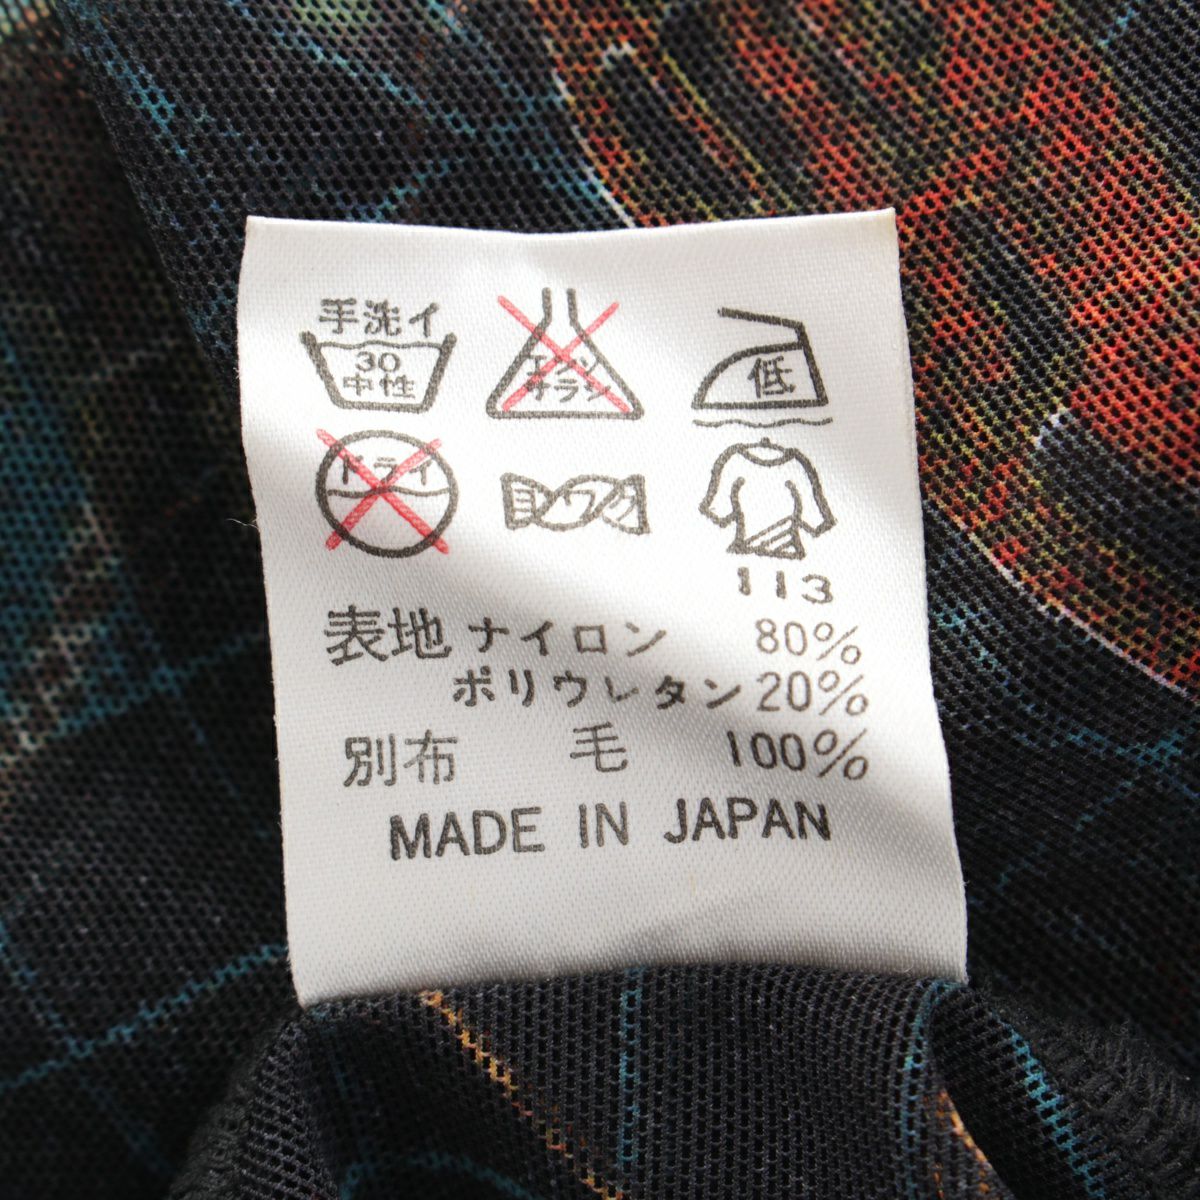 手洗イ
30
中性
エンソ
サラシ
低
ドライ
ヨワク
113
表地 ナイロン 80%
ポリウレタン 20%
別布 毛 100%
MADE IN JAPAN